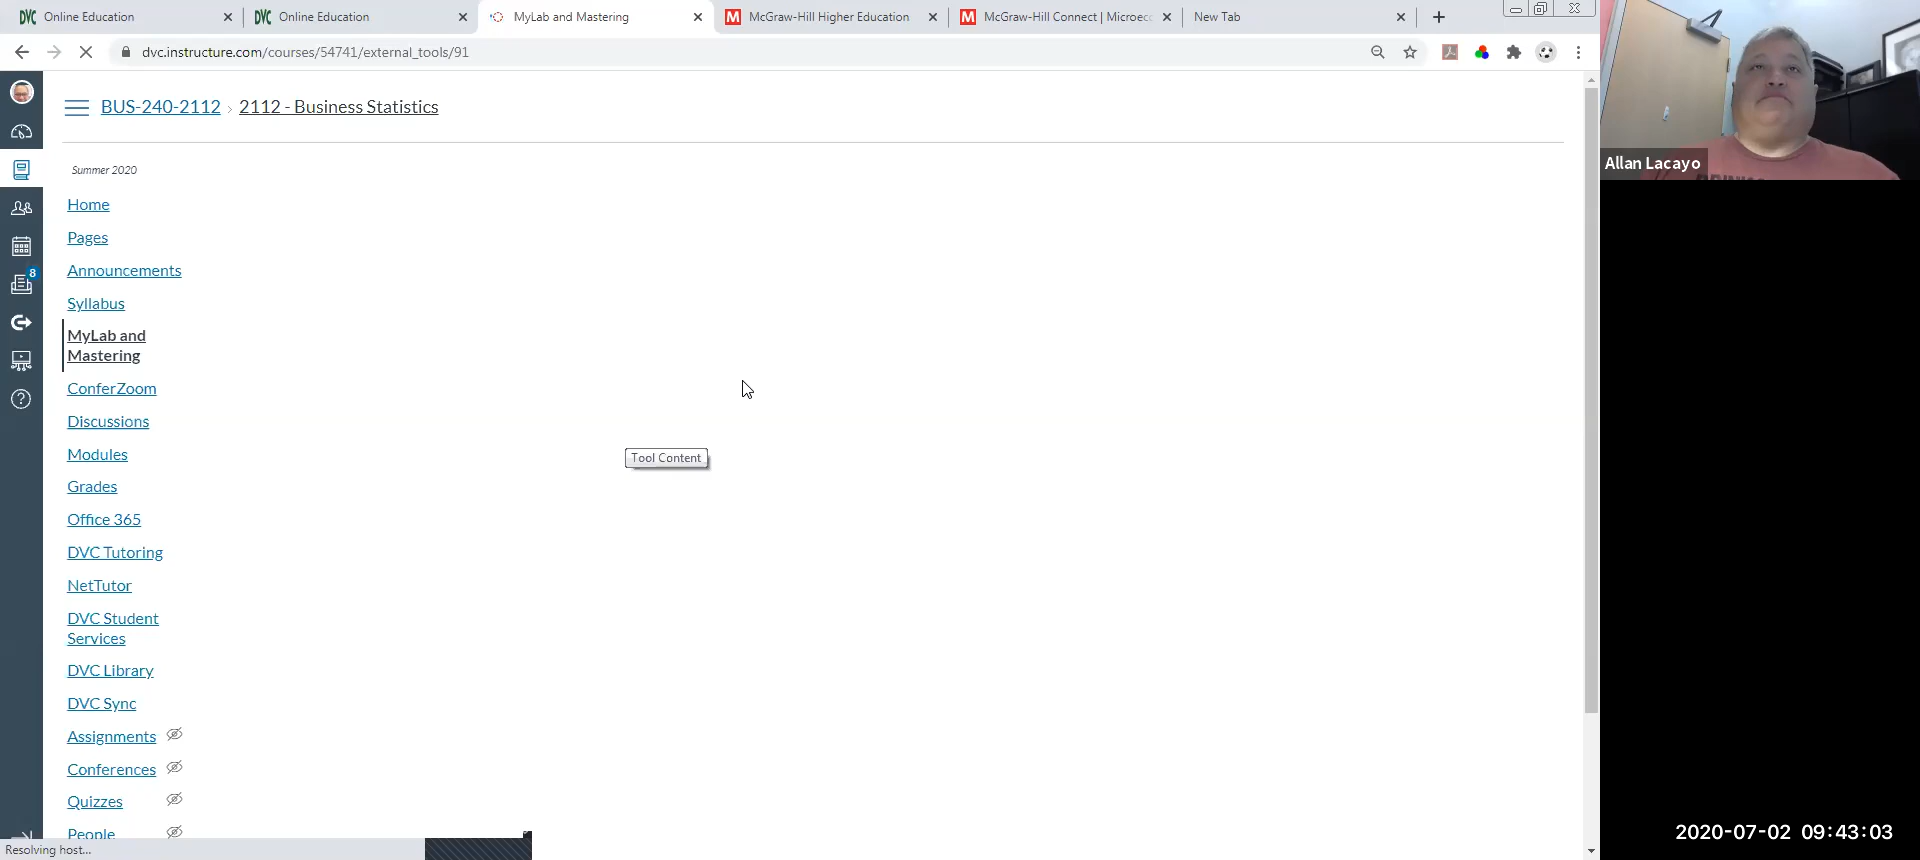 DVC Online Education
DVC Online Education
MyLab and Mastering
M McGraw-Hill Higher Education
M McGraw-Hill Connect | Microec
New Tab
dvc.instructure.com/courses/54741/external_tools/91
BUS-240-2112 › 2112 - Business Statistics
Summer 2020
Home
Pages
Announcements
Syllabus
MyLab and
Mastering
ConferZoom
Discussions
Modules
Grades
Office 365
DVC Tutoring
NetTutor
DVC Student
Services
DVC Library
DVC Sync
Assignments
Conferences
Quizzes
People
8
Tool Content
Resolving host...
Allan Lacayo
2020-07-02 09:43:03